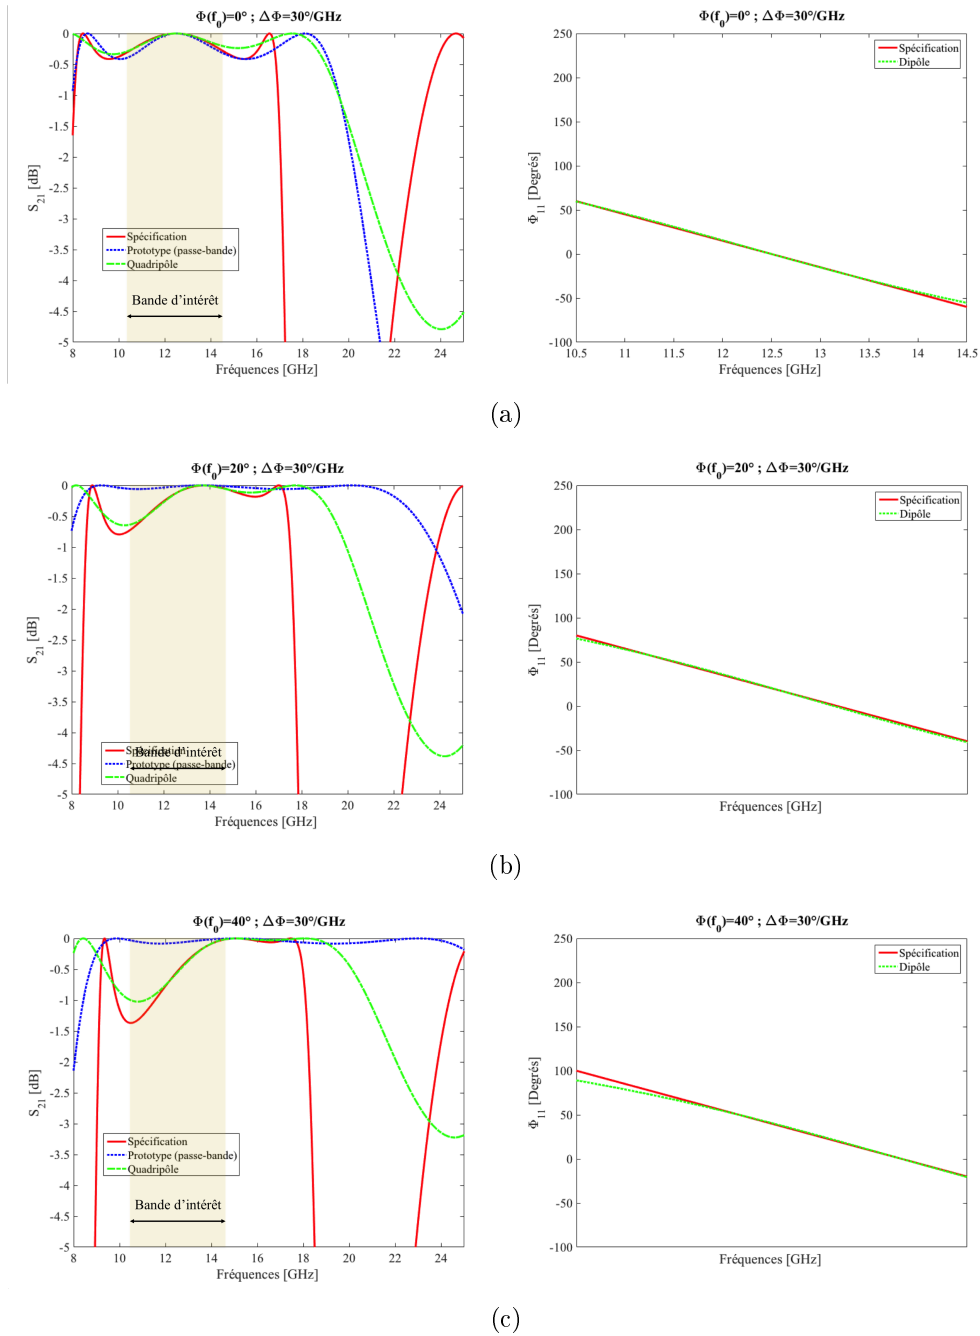 Φ(f0)=0° ; ΔΦ=30°/GHz
0
-0.5
-1
-1.5
-2
-2.5
-3
-3.5
-4
-4.5
-5
S21 [dB]
Spécification
Prototype (passe-bande)
Quadripôle
Bande d'intérêt
8 10 12 14 16 18 20 22 24
Fréquences [GHz]
Φ(f0)=0° ; ΔΦ=30°/GHz
250
200
150
100
50
0
-50
-100
Φ11 [Degrés]
Spécification
Dipôle
10.5 11 11.5 12 12.5 13 13.5 14 14.5
Fréquences [GHz]
(a)
Φ(f0)=20° ; ΔΦ=30°/GHz
0
-0.5
-1
-1.5
-2
-2.5
-3
-3.5
-4
-4.5
-5
S21 [dB]
Spécification
Bande d'intérêt
Prototype (passe-bande)
Quadripôle
8 10 12 14 16 18 20 22 24
Fréquences [GHz]
Φ(f0)=20° ; ΔΦ=30°/GHz
250
200
150
100
50
0
-50
-100
Φ11 [Degrés]
Spécification
Dipôle
Fréquences [GHz]
(b)
Φ(f0)=40° ; ΔΦ=30°/GHz
0
-0.5
-1
-1.5
-2
-2.5
-3
-3.5
-4
-4.5
-5
S21 [dB]
Spécification
Prototype (passe-bande)
Quadripôle
Bande d'intérêt
8 10 12 14 16 18 20 22 24
Fréquences [GHz]
Φ(f0)=40° ; ΔΦ=30°/GHz
250
200
150
100
50
0
-50
-100
Φ11 [Degrés]
Spécification
Dipôle
Fréquences [GHz]
(c)